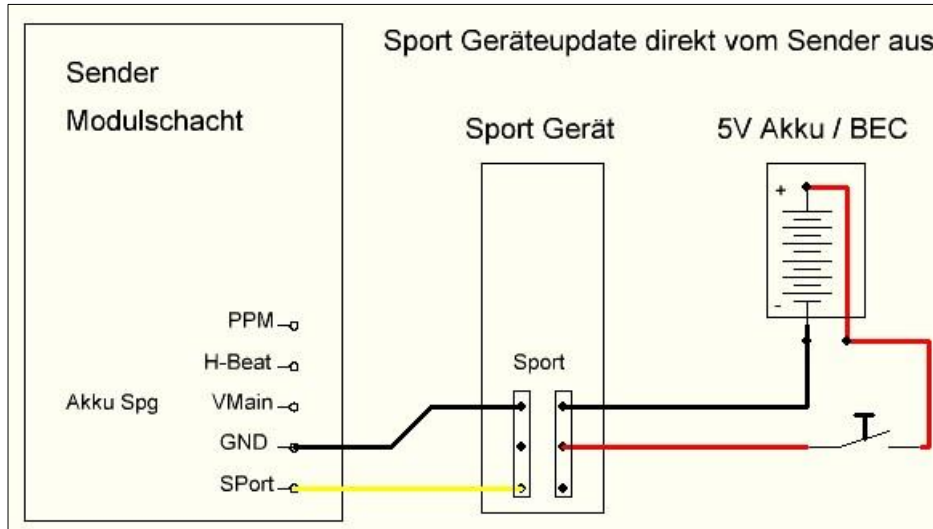 Sport Geräteupdate direkt vom Sender aus
Sender
Modulschacht
Sport Gerät
5V Akku / BEC
+
-
PPM
H-Beat
Sport
Akku Spg VMain
GND
SPort